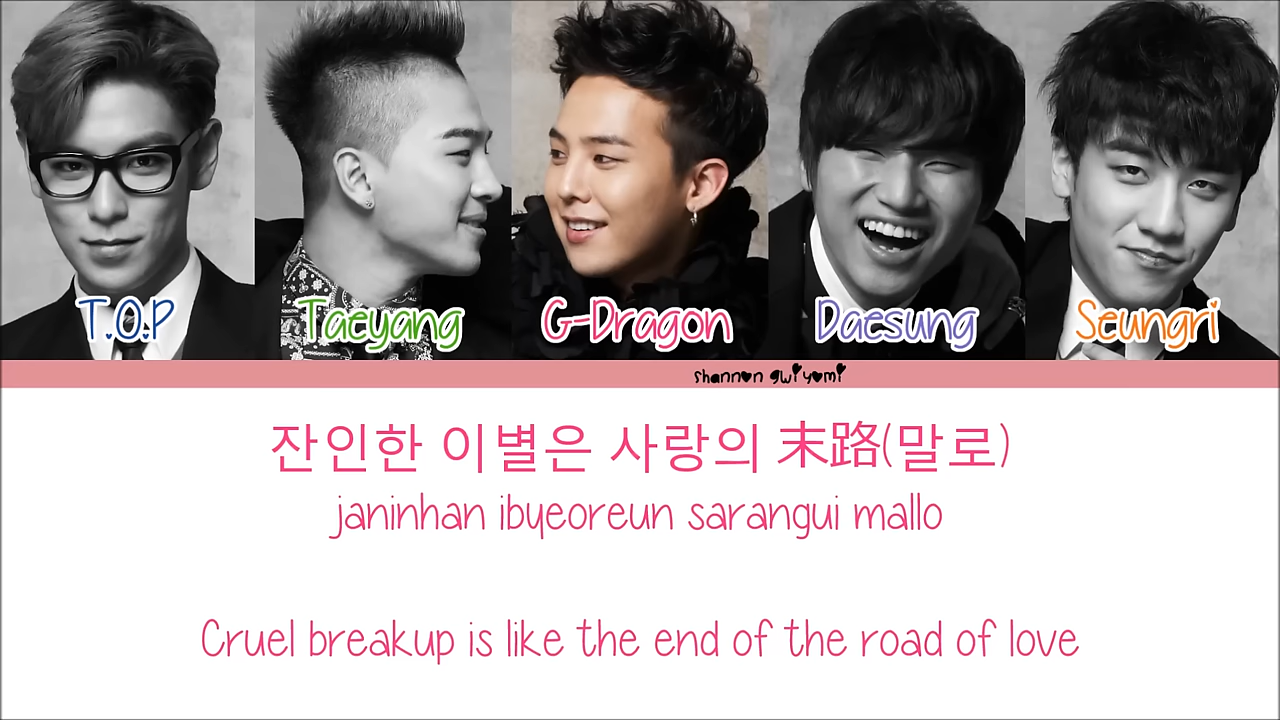 T.O.P
Taeyang
G-Dragon
Daesung
Seungri
shannon gwiyomi
잔인한 이별은 사랑의 末路(말로)
janinhan ibyeoreun sarangui mallo
Cruel breakup is like the end of the road of love